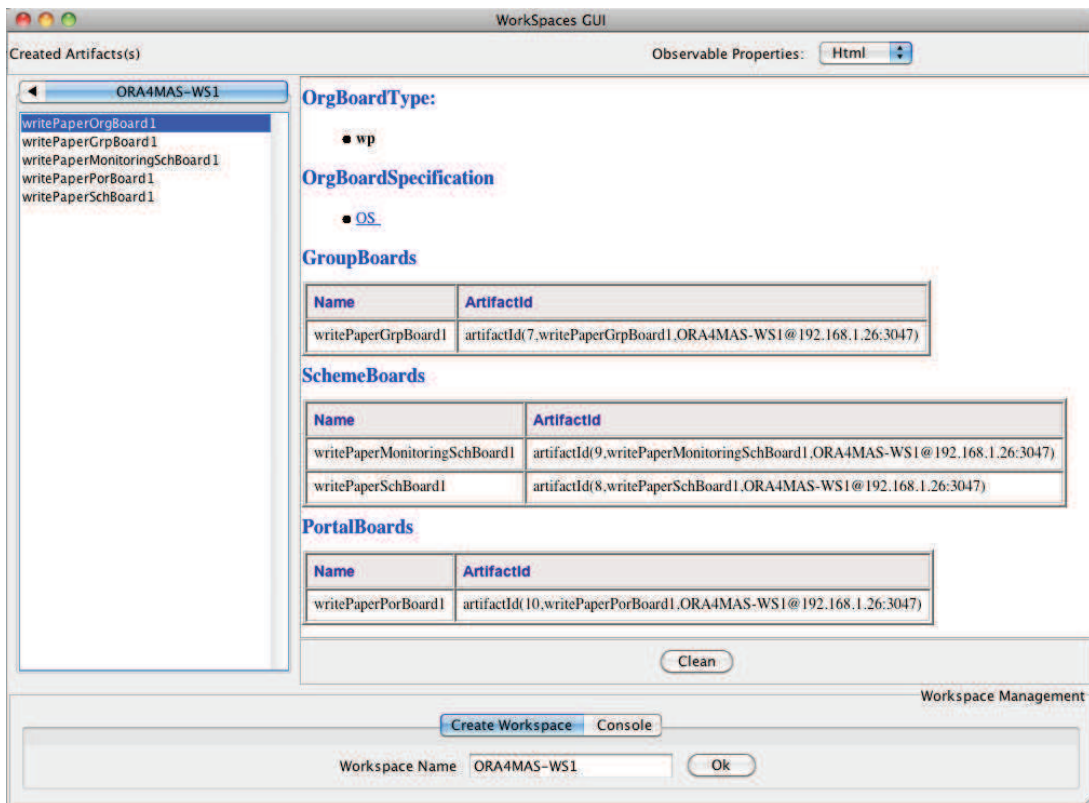 WorkSpaces GUI
Created Artifacts(s)
Observable Properties: Html
ORA4MAS-WS1
writePaperOrgBoard1
writePaperGrpBoard1
writePaperMonitoringSchBoard1
writePaperPorBoard1
writePaperSchBoard1
OrgBoardType:
• wp
OrgBoardSpecification
• OS
GroupBoards
Name ArtifactId
writePaperGrpBoard1 artifactId(7,writePaperGrpBoard1,ORA4MAS-WS1@192.168.1.26:3047)
SchemeBoards
Name ArtifactId
writePaperMonitoringSchBoard1 artifactId(9,writePaperMonitoringSchBoard1,ORA4MAS-WS1@192.168.1.26:3047)
writePaperSchBoard1 artifactId(8,writePaperSchBoard1,ORA4MAS-WS1@192.168.1.26:3047)
PortalBoards
Name ArtifactId
writePaperPorBoard1 artifactId(10,writePaperPorBoard1,ORA4MAS-WS1@192.168.1.26:3047)
Clean
Workspace Management
Create Workspace Console
Workspace Name ORA4MAS-WS1 Ok